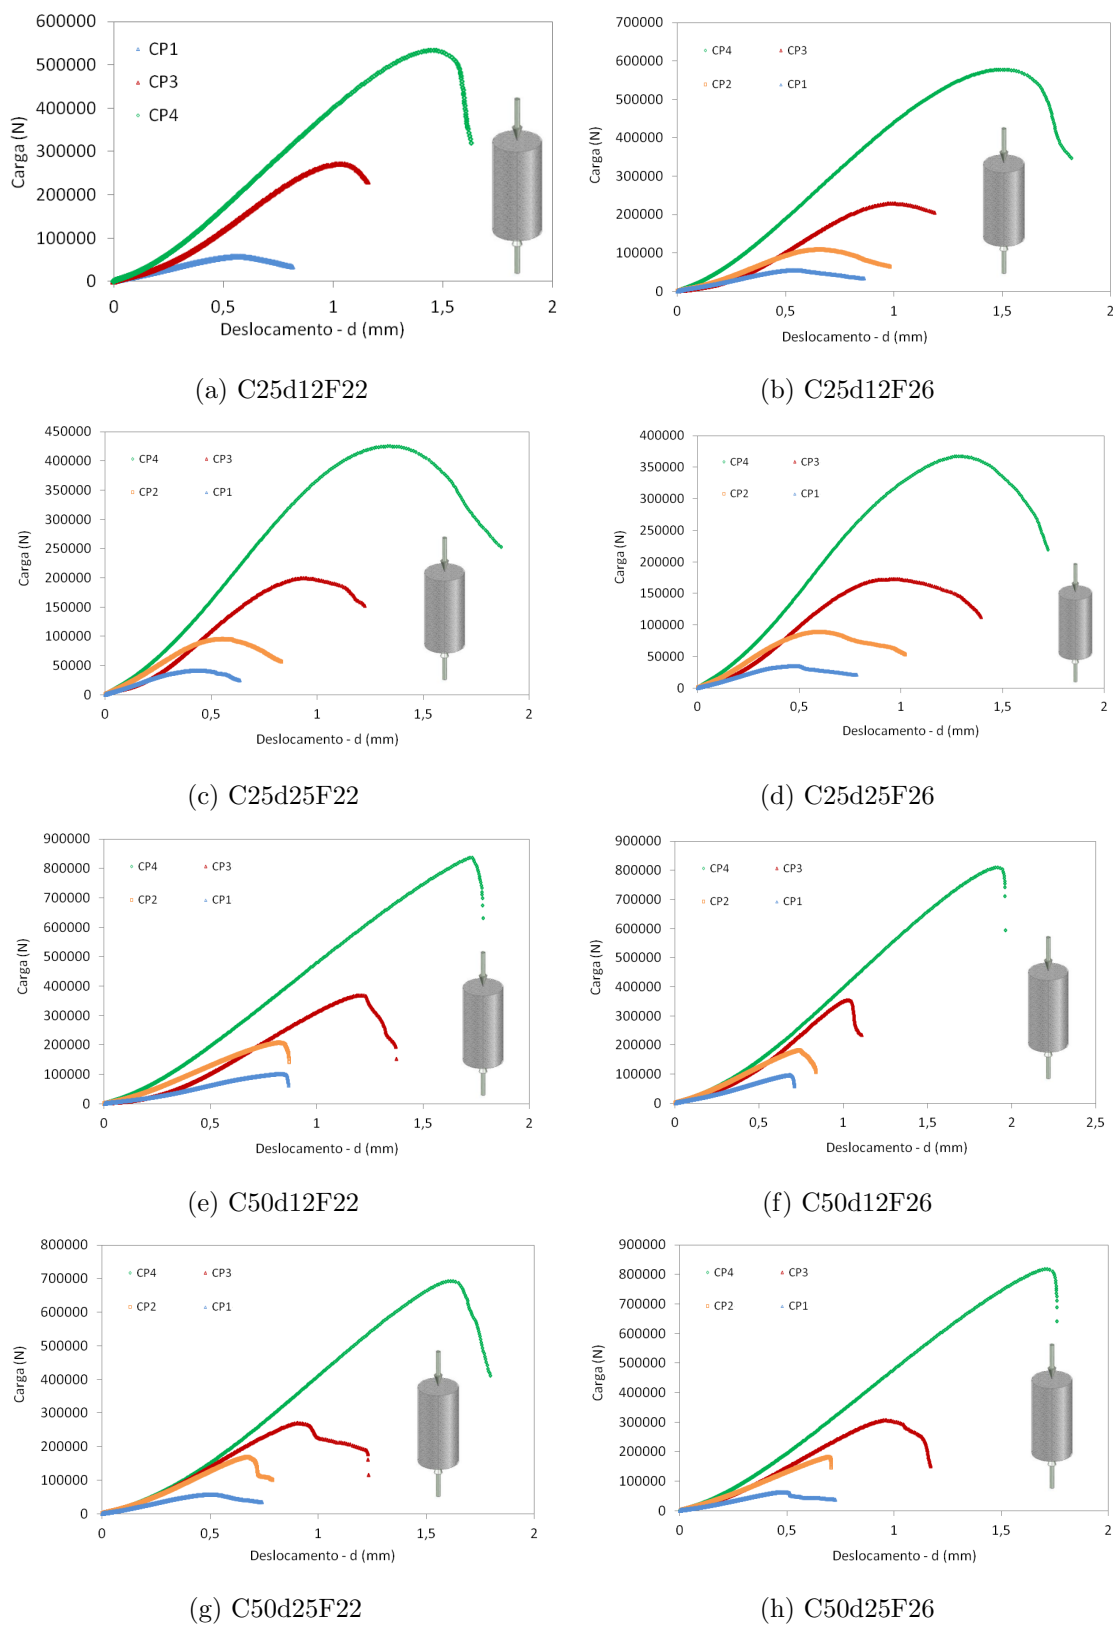 600000
500000
400000
300000
200000
100000
0
Carga (N)
CP1
CP3
CP4
0 0,5 1 1,5 2
Deslocamento - d (mm)
(a) C25d12F22
700000
600000
500000
400000
300000
200000
100000
0
Carga (N)
CP4 CP3
CP2 CP1
0 0,5 1 1,5 2
Deslocamento - d (mm)
(b) C25d12F26
450000
400000
350000
300000
250000
200000
150000
100000
50000
0
Carga (N)
CP4 CP3
CP2 CP1
0 0,5 1 1,5 2
Deslocamento - d (mm)
(c) C25d25F22
400000
350000
300000
250000
200000
150000
100000
50000
0
Carga (N)
CP4 CP3
CP2 CP1
0 0,5 1 1,5 2
Deslocamento - d (mm)
(d) C25d25F26
900000
800000
700000
600000
500000
400000
300000
200000
100000
0
Carga (N)
CP4 CP3
CP2 CP1
0 0,5 1 1,5 2
Deslocamento - d (mm)
(e) C50d12F22
900000
800000
700000
600000
500000
400000
300000
200000
100000
0
Carga (N)
CP4 CP3
CP2 CP1
0 0,5 1 1,5 2 2,5
Deslocamento - d (mm)
(f) C50d12F26
800000
700000
600000
500000
400000
300000
200000
100000
0
Carga (N)
CP4 CP3
CP2 CP1
0 0,5 1 1,5 2
Deslocamento - d (mm)
(g) C50d25F22
900000
800000
700000
600000
500000
400000
300000
200000
100000
0
Carga (N)
CP4 CP3
CP2 CP1
0 0,5 1 1,5 2
Deslocamento - d (mm)
(h) C50d25F26